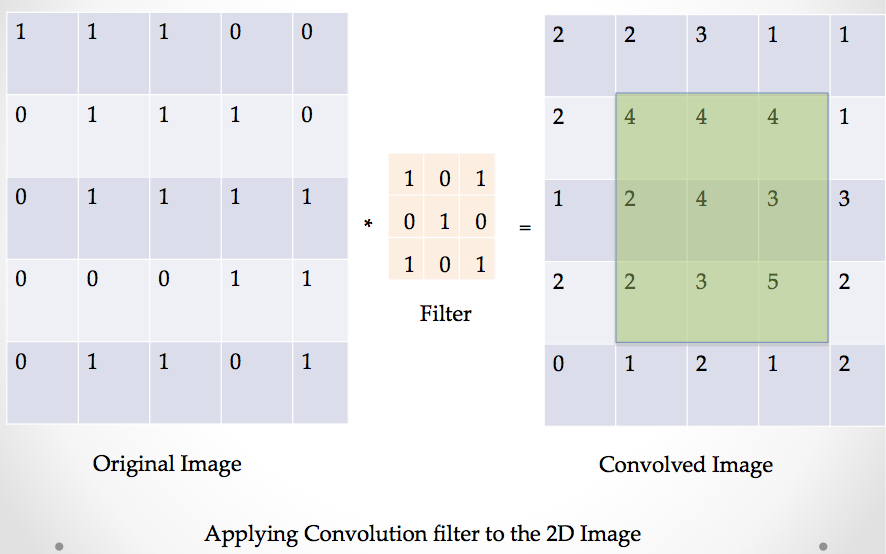 1 1 1 0 0
0 1 1 1 0
0 1 1 1 1
0 0 0 1 1
0 1 1 0 1
Original Image
*
1 0 1
0 1 0
1 0 1
Filter
=
2 2 3 1 1
2 4 4 4 1
1 2 4 3 3
2 2 3 5 2
0 1 2 1 2
Convolved Image
Applying Convolution filter to the 2D Image